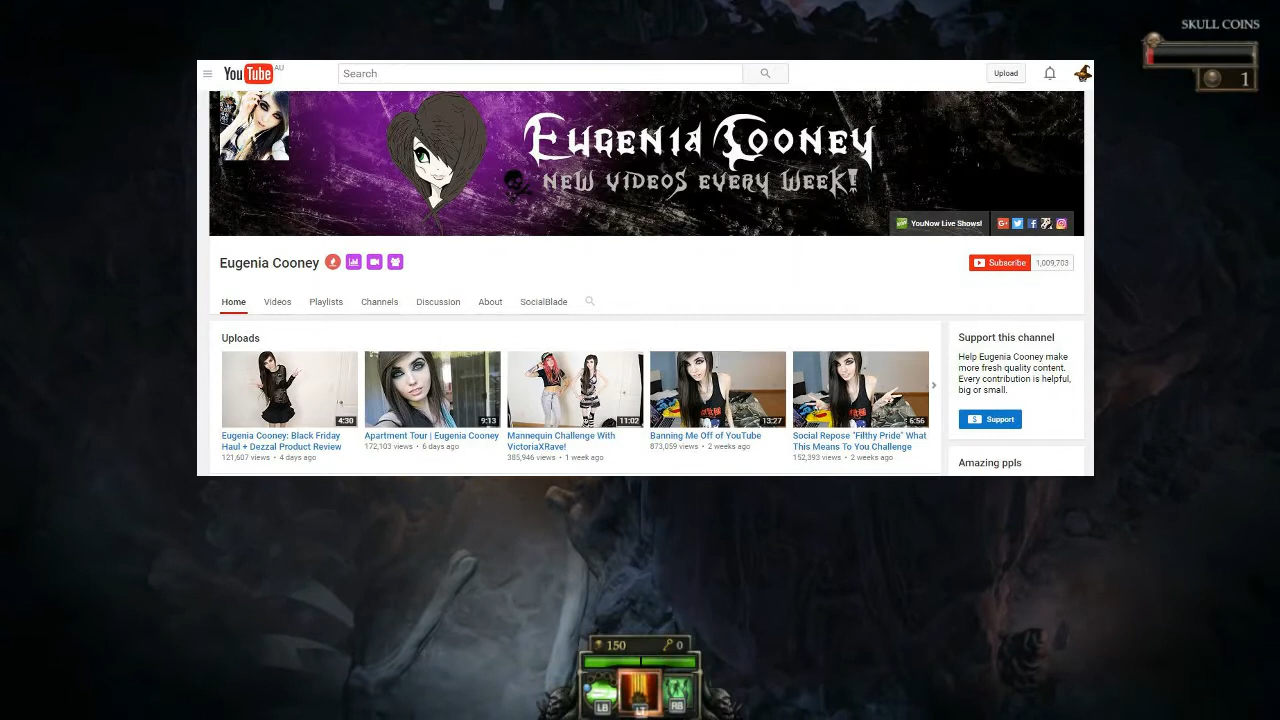 SKULL COINS
1
YouTube AU
Search
Upload
EUGENIA COONEY
NEW VIDEOS EVERY WEEK!
YouNow Live Shows!
Eugenia Cooney
Subscribe 1,009,703
Home Videos Playlists Channels Discussion About SocialBlade
Uploads
4:30
9:13
11:02
13:27
6:56
Eugenia Cooney: Black Friday
Haul + Dezzal Product Review
121,607 views • 4 days ago
Apartment Tour | Eugenia Cooney
172,103 views • 6 days ago
Mannequin Challenge With
VictoriaXRave!
385,946 views • 1 week ago
Banning Me Off of YouTube
873,059 views • 2 weeks ago
Social Repose "Filthy Pride" What
This Means To You Challenge
152,393 views • 2 weeks ago
Support this channel
Help Eugenia Cooney make
more fresh quality content.
Every contribution is helpful,
big or small.
S Support
Amazing ppls
150 0
LB LT RB